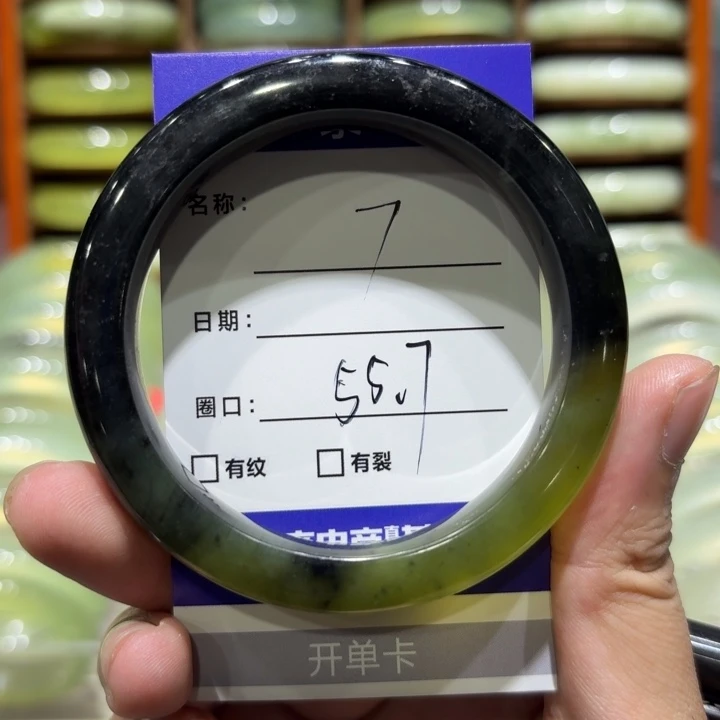 名称： 7
日期：
圈口： 55.7
□有纹 □有裂
开单卡